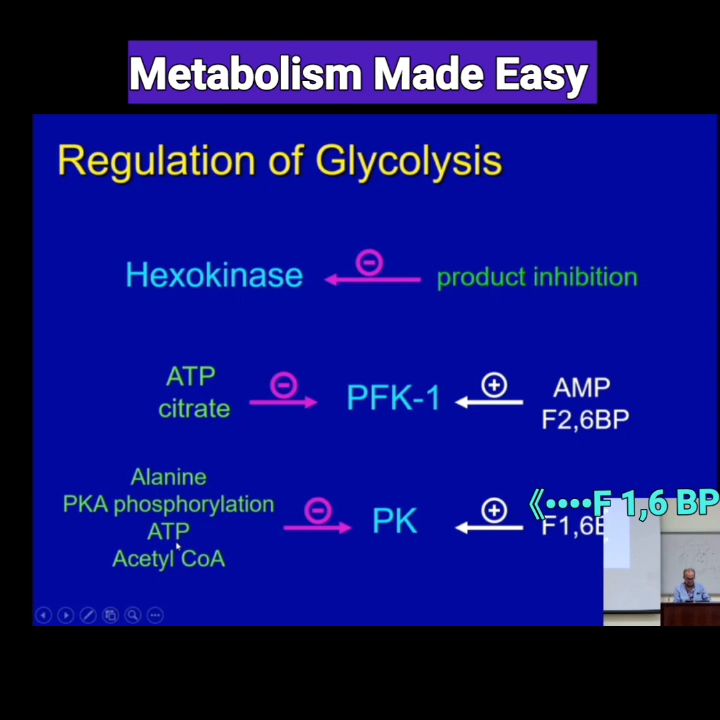 Metabolism Made Easy
Regulation of Glycolysis
Hexokinase
product inhibition
ATP
citrate
PFK-1
AMP
F2,6BP
Alanine
PKA phosphorylation
ATP
Acetyl CoA
PK
《••••F 1,6 BP
F1,6